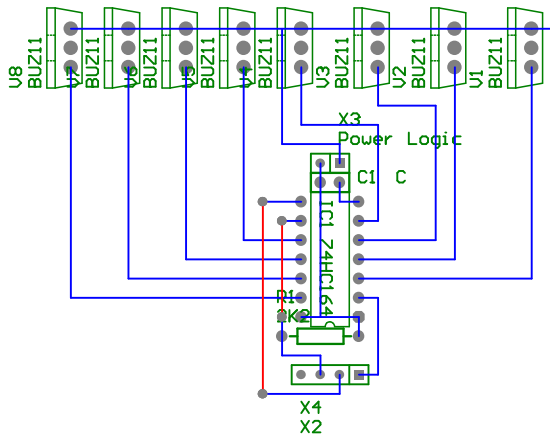 V8
BUZ11
V7
BUZ11
V6
BUZ11
V5
BUZ11
V4
BUZ11
V3
BUZ11
V2
BUZ11
V1
BUZ11
X3
Power Logic
C1 C
IC1 74HC164
R1
2K2
X4
X2